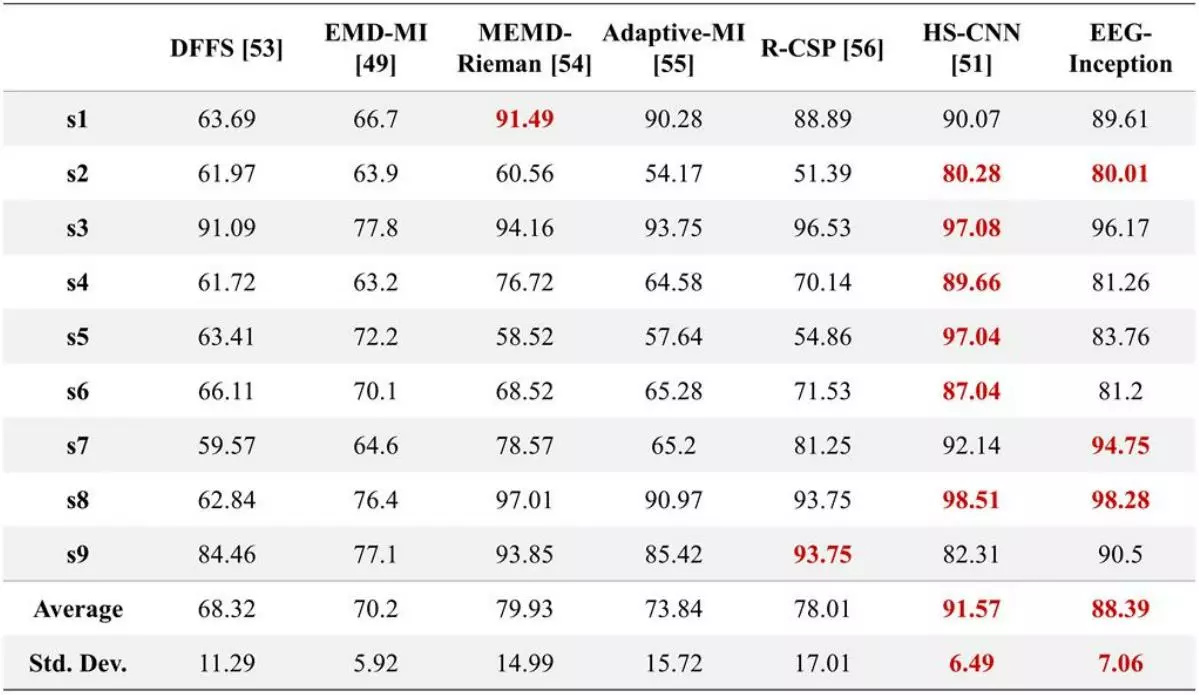 DFFS [53] EMD-MI [49] MEMD-Rieman [54] Adaptive-MI [55] R-CSP [56] HS-CNN [51] EEG-Inception
s1 63.69 66.7 91.49 90.28 88.89 90.07 89.61
s2 61.97 63.9 60.56 54.17 51.39 80.28 80.01
s3 91.09 77.8 94.16 93.75 96.53 97.08 96.17
s4 61.72 63.2 76.72 64.58 70.14 89.66 81.26
s5 63.41 72.2 58.52 57.64 54.86 97.04 83.76
s6 66.11 70.1 68.52 65.28 71.53 87.04 81.2
s7 59.57 64.6 78.57 65.2 81.25 92.14 94.75
s8 62.84 76.4 97.01 90.97 93.75 98.51 98.28
s9 84.46 77.1 93.85 85.42 93.75 82.31 90.5
Average 68.32 70.2 79.93 73.84 78.01 91.57 88.39
Std. Dev. 11.29 5.92 14.99 15.72 17.01 6.49 7.06